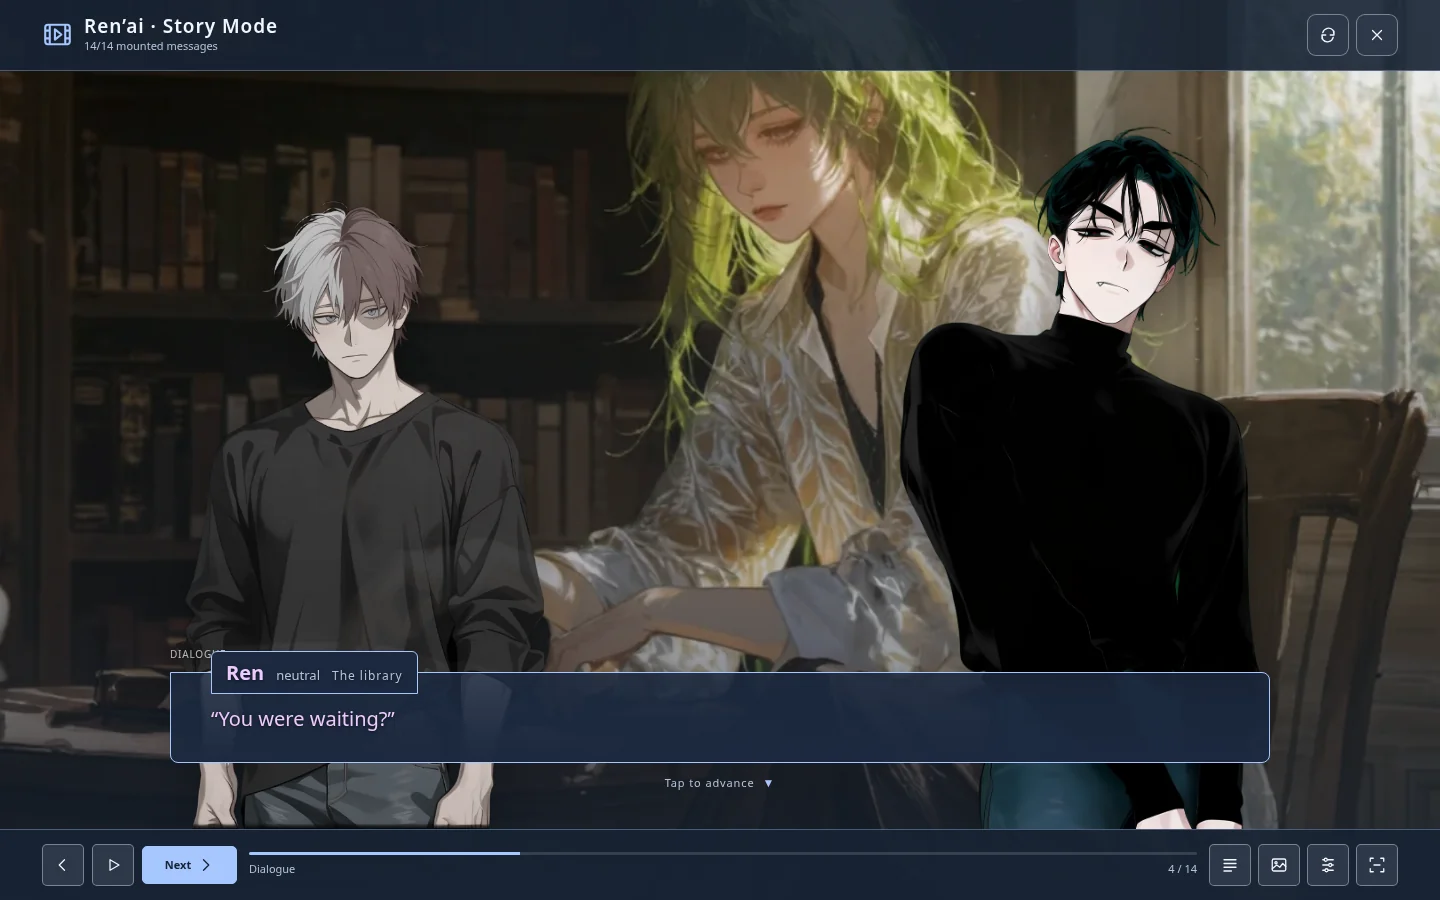 Ren’ai · Story Mode
14/14 mounted messages
DIALOGUE
Ren neutral The library
“You were waiting?”
Tap to advance ▼
Next
Dialogue
4 / 14